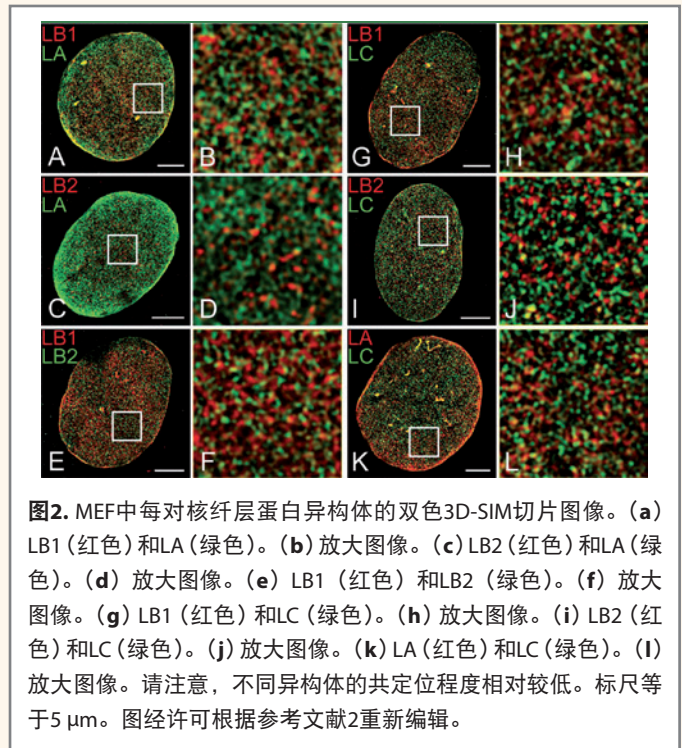 LB1
LA
A
B
LB1
LC
G
H
LB2
LA
C
D
LB2
LC
I
J
LB1
LB2
E
F
LA
LC
K
L
图2. MEF中每对核纤层蛋白异构体的双色3D-SIM切片图像。（a）
LB1（红色）和LA（绿色）。（b）放大图像。（c）LB2（红色）和LA（绿
色）。（d）放大图像。（e）LB1（红色）和LB2（绿色）。（f）放大
图像。（g）LB1（红色）和LC（绿色）。（h）放大图像。（i）LB2（红
色）和LC（绿色）。（j）放大图像。（k）LA（红色）和LC（绿色）。（l）
放大图像。请注意，不同异构体的共定位程度相对较低。标尺等
于5 μm。图经许可根据参考文献2重新编辑。